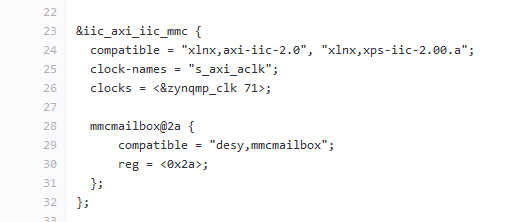 22
23 &iic_axi_iic_mmc {
24 compatible = "xlnx,axi-iic-2.0", "xlnx,xps-iic-2.00.a";
25 clock-names = "s_axi_aclk";
26 clocks = <&zynqmp_clk 71>;
27
28 mmcmailbox@2a {
29 compatible = "desy,mmcmailbox";
30 reg = <0x2a>;
31 };
32 };
33